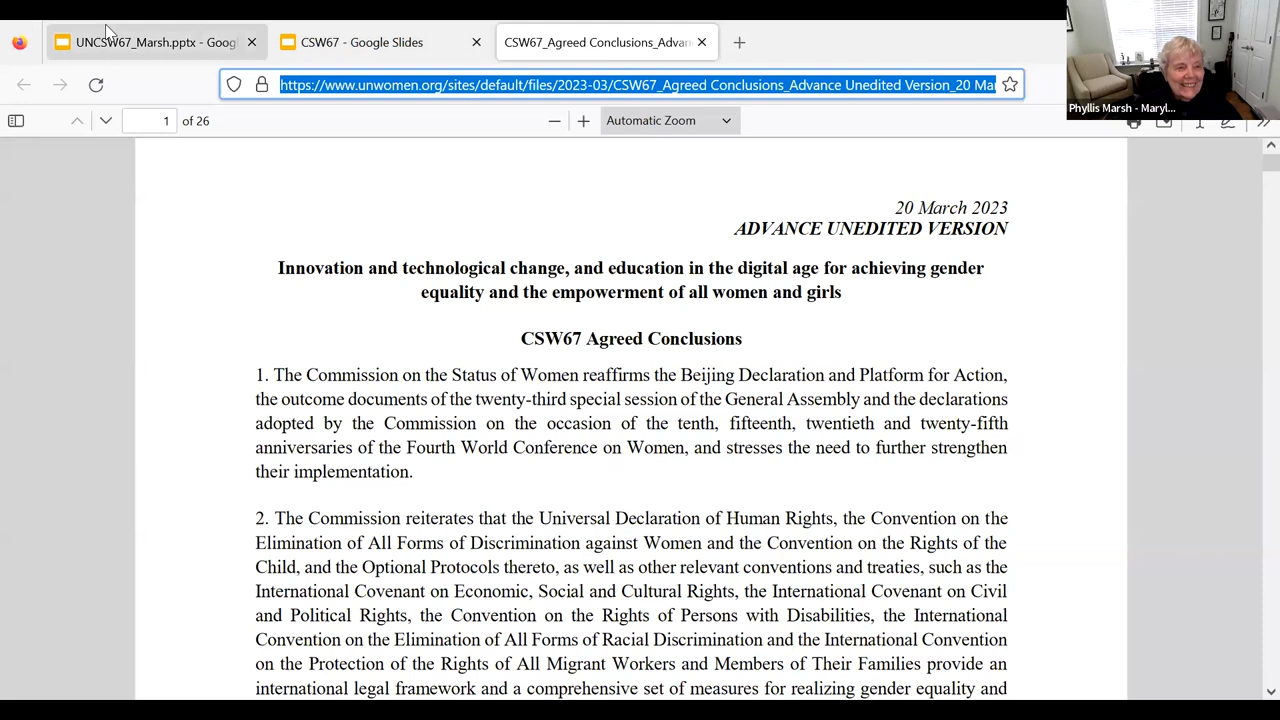 UNCSW67_Marsh.pptx - Goog
CSW67 - Google Slides
CSW67_Agreed Conclusions_Advan
https://www.unwomen.org/sites/default/files/2023-03/CSW67_Agreed Conclusions_Advance Unedited Version_20 Mar
Phyllis Marsh - Maryl...
1 of 26
Automatic Zoom
20 March 2023
ADVANCE UNEDITED VERSION
Innovation and technological change, and education in the digital age for achieving gender
equality and the empowerment of all women and girls
CSW67 Agreed Conclusions
1. The Commission on the Status of Women reaffirms the Beijing Declaration and Platform for Action,
the outcome documents of the twenty-third special session of the General Assembly and the declarations
adopted by the Commission on the occasion of the tenth, fifteenth, twentieth and twenty-fifth
anniversaries of the Fourth World Conference on Women, and stresses the need to further strengthen
their implementation.
2. The Commission reiterates that the Universal Declaration of Human Rights, the Convention on the
Elimination of All Forms of Discrimination against Women and the Convention on the Rights of the
Child, and the Optional Protocols thereto, as well as other relevant conventions and treaties, such as the
International Covenant on Economic, Social and Cultural Rights, the International Covenant on Civil
and Political Rights, the Convention on the Rights of Persons with Disabilities, the International
Convention on the Elimination of All Forms of Racial Discrimination and the International Convention
on the Protection of the Rights of All Migrant Workers and Members of Their Families provide an
international legal framework and a comprehensive set of measures for realizing gender equality and